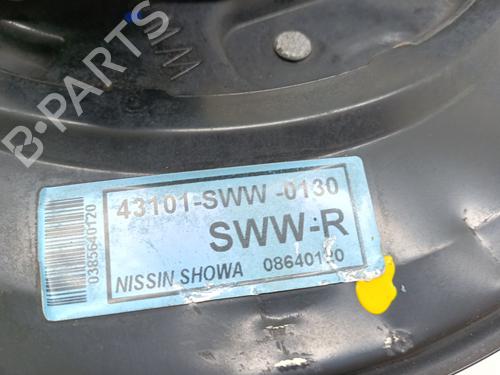 B-PARTS
43101-SWW -0130
SWW-R
NISSIN SHOWA
0385640120